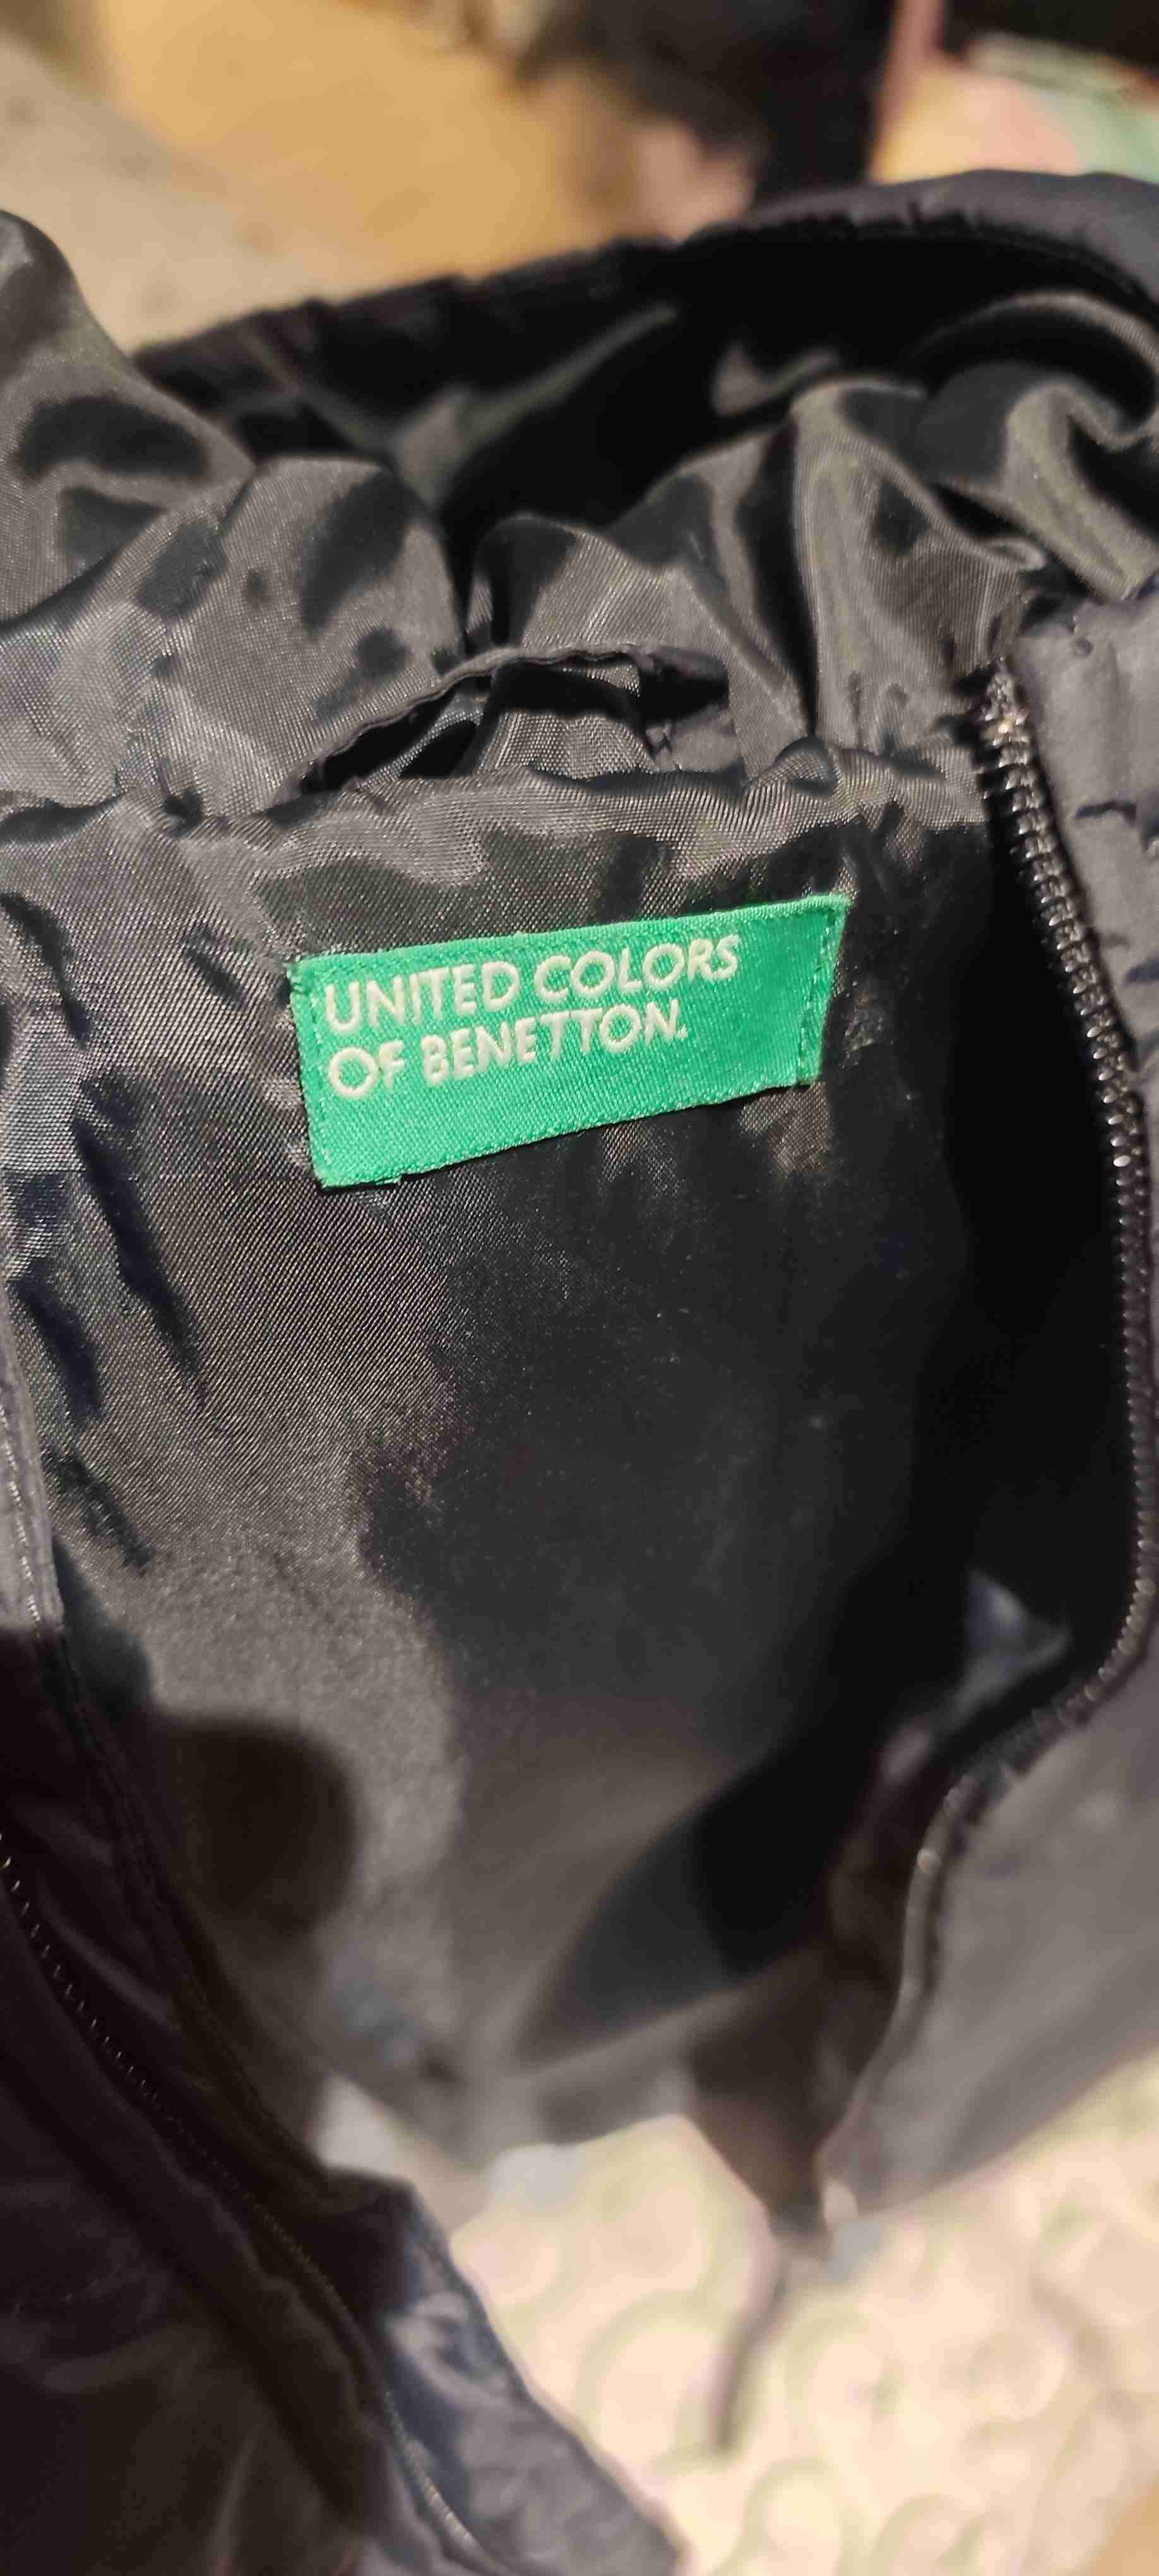 UNITED COLORS
OF BENETTON.